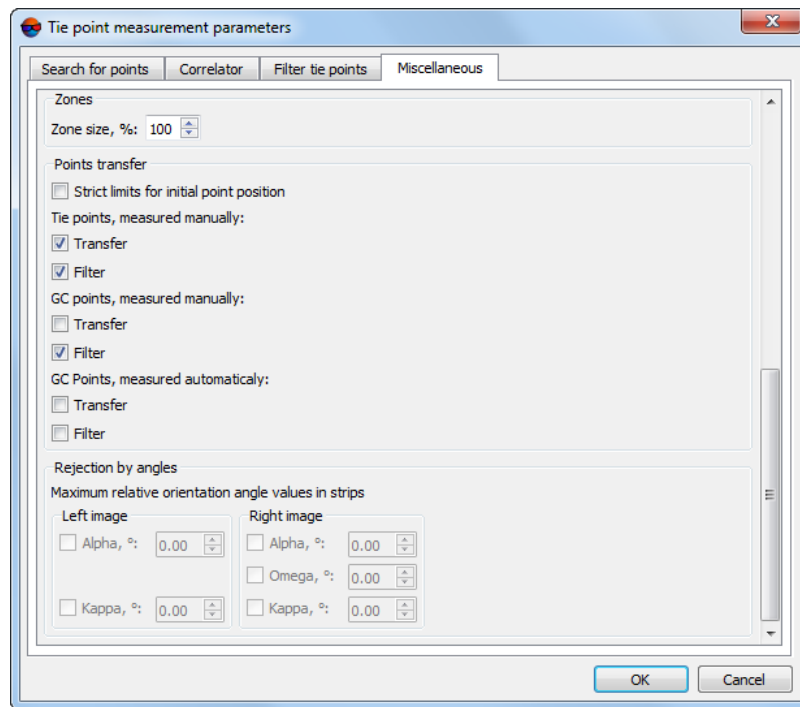 Tie point measurement parameters
Search for points Correlator Filter tie points Miscellaneous
Zones
Zone size, %: 100
Points transfer
Strict limits for initial point position
Tie points, measured manually:
Transfer
Filter
GC points, measured manually:
Transfer
Filter
GC Points, measured automaticaly:
Transfer
Filter
Rejection by angles
Maximum relative orientation angle values in strips
Left image Right image
Alpha, °: 0.00 Alpha, °: 0.00
Omega, °: 0.00
Kappa, °: 0.00 Kappa, °: 0.00
OK Cancel